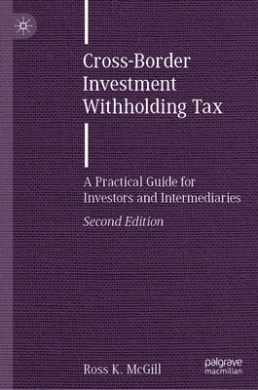 Cross-Border
Investment
Withholding Tax
A Practical Guide for
Investors and Intermediaries
Second Edition
Ross K. McGill
palgrave
macmillan